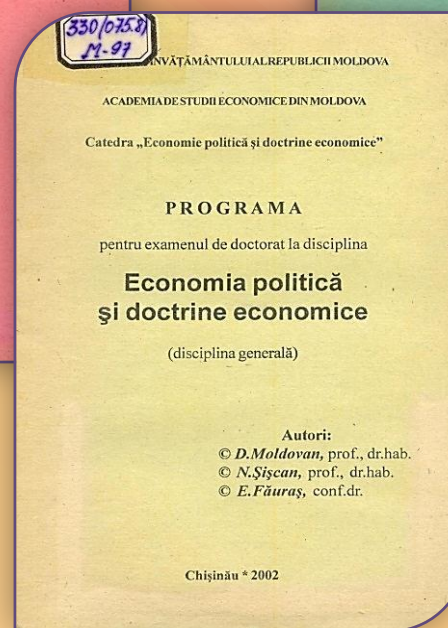 330(075.8)
M-97
ÎNVĂŢĂMÂNTULUI AL REPUBLICII MOLDOVA
ACADEMIA DE STUDII ECONOMICE DIN MOLDOVA
Catedra „Economie politică şi doctrine economice”
PROGRAMA
pentru examenul de doctorat la disciplina
Economia politică
şi doctrine economice
(disciplina generală)
Autori:
© D.Moldovan, prof., dr.hab.
© N.Şişcan, prof., dr.hab.
© E.Făuraş, conf.dr.
Chişinău * 2002